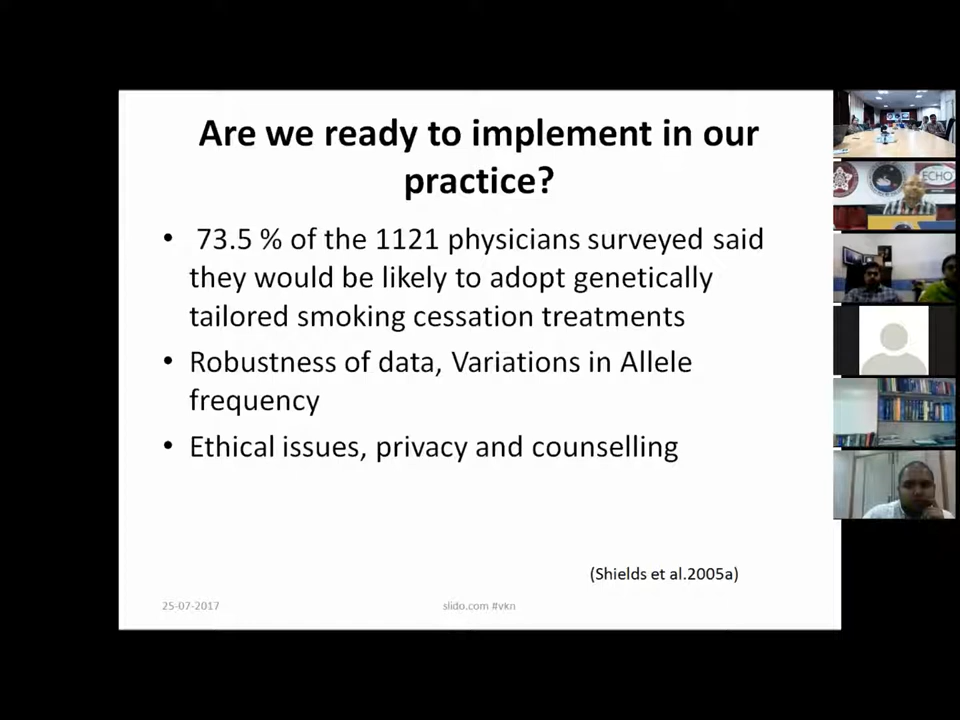 Are we ready to implement in our
practice?
• 73.5 % of the 1121 physicians surveyed said
they would be likely to adopt genetically
tailored smoking cessation treatments
• Robustness of data, Variations in Allele
frequency
• Ethical issues, privacy and counselling
(Shields et al.2005a)
25-07-2017
slido.com #vkn
ECHO